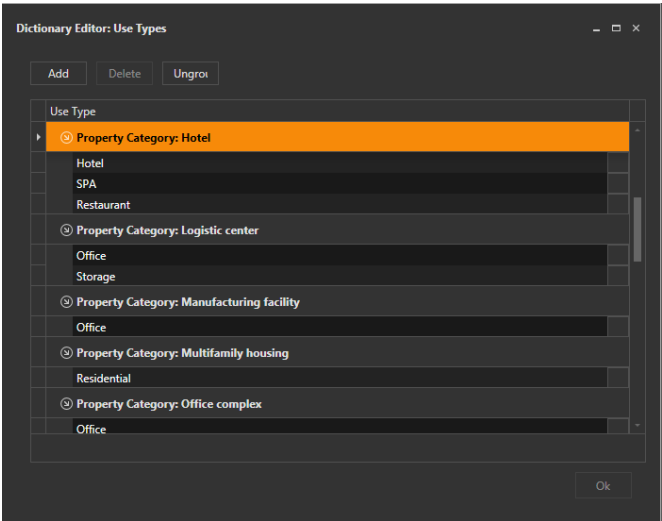 Dictionary Editor: Use Types
Add Delete Ungrou
Use Type
Property Category: Hotel
Hotel
SPA
Restaurant
Property Category: Logistic center
Office
Storage
Property Category: Manufacturing facility
Office
Property Category: Multifamily housing
Residential
Property Category: Office complex
Office
Ok